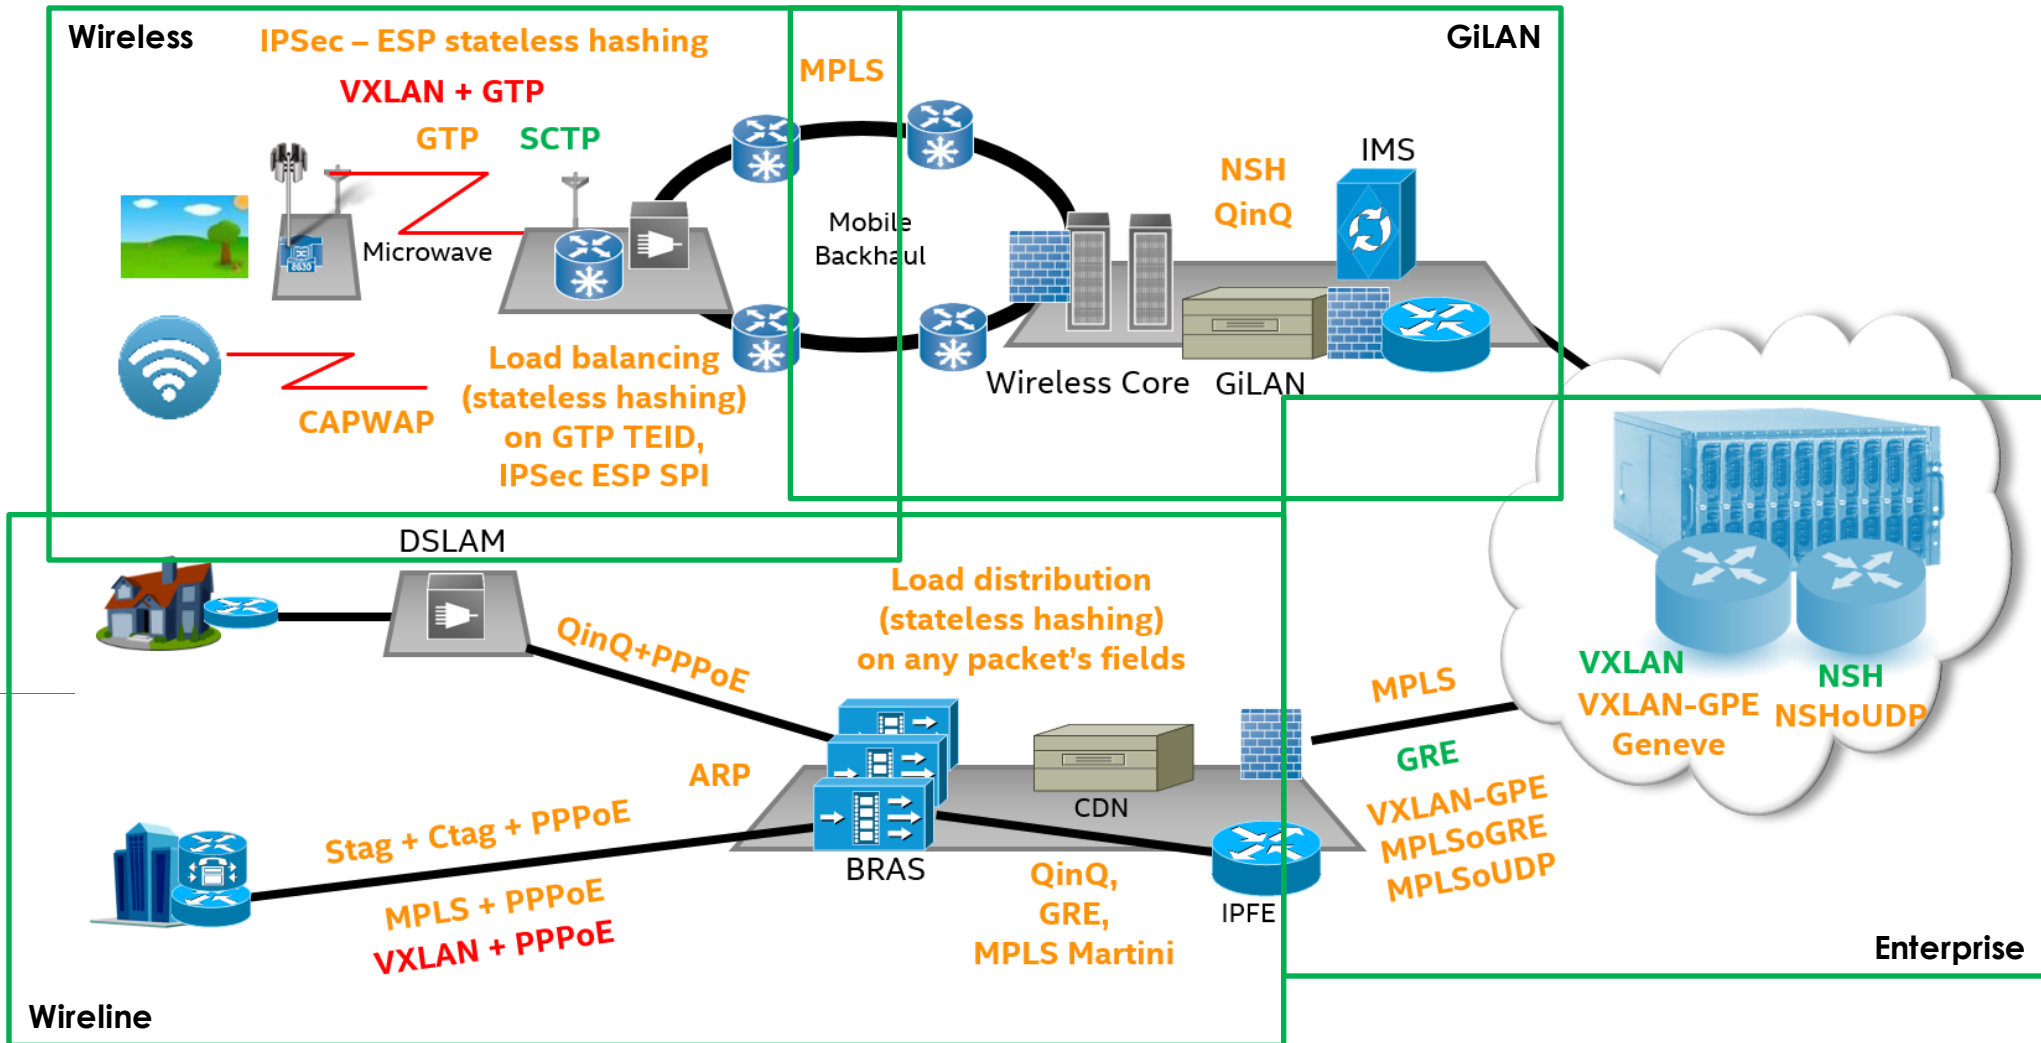 Wireless
IPSec – ESP stateless hashing
VXLAN + GTP
GTP
SCTP
MPLS
GiLAN
Microwave
Mobile
Backhaul
NSH
QinQ
IMS
CAPWAP
Load balancing
(stateless hashing)
on GTP TEID,
IPSec ESP SPI
Wireless Core
GiLAN
DSLAM
QinQ+PPPoE
Load distribution
(stateless hashing)
on any packet's fields
ARP
Stag + Ctag + PPPoE
MPLS + PPPoE
VXLAN + PPPoE
BRAS
CDN
QinQ,
GRE,
MPLS Martini
IPFE
MPLS
GRE
VXLAN-GPE
MPLSoGRE
MPLSoUDP
VXLAN
VXLAN-GPE
Geneve
NSH
NSHoUDP
Enterprise
Wireline